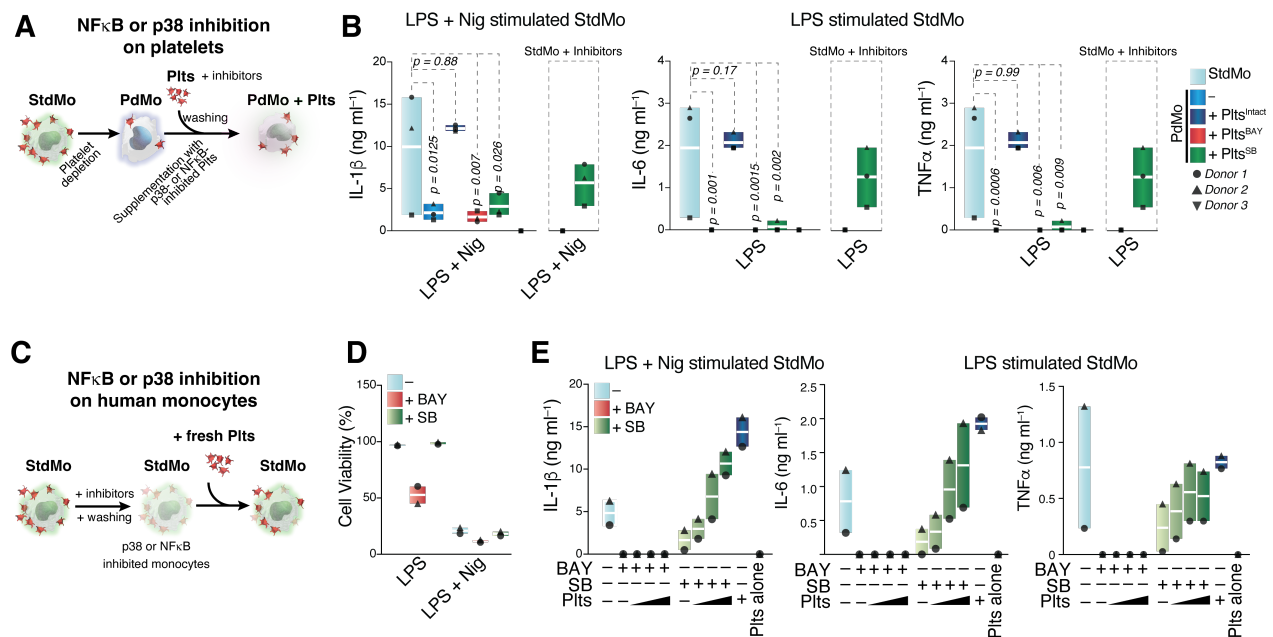 A
NFκB or p38 inhibition
on platelets
Plts + inhibitors
StdMo
PdMo
washing
PdMo + Plts
Platelet
depletion
Supplementation with
p38- or NFκB-
inhibited Plts
B
LPS + Nig stimulated StdMo
LPS stimulated StdMo
IL-1β (ng ml⁻¹)
20
15
10
5
0
p = 0.88
p = 0.0125
p = 0.007
p = 0.026
LPS + Nig
StdMo + Inhibitors
LPS + Nig
IL-6 (ng ml⁻¹)
6
4
2
0
p = 0.17
p = 0.001
p = 0.0015
p = 0.002
LPS
StdMo + Inhibitors
LPS
TNFα (ng ml⁻¹)
6
4
2
0
p = 0.99
p = 0.0006
p = 0.006
p = 0.009
LPS
StdMo + Inhibitors
LPS
StdMo
PdMo
–
+ Plts^Intact
+ Plts^BAY
+ Plts^SB
Donor 1
Donor 2
Donor 3
C
NFκB or p38 inhibition
on human monocytes
+ fresh Plts
StdMo
StdMo
StdMo
+ inhibitors
+ washing
p38 or NFκB
inhibited monocytes
D
Cell Viability (%)
150
100
50
0
–
+ BAY
+ SB
LPS
LPS + Nig
E
LPS + Nig stimulated StdMo
LPS stimulated StdMo
IL-1β (ng ml⁻¹)
20
15
10
5
0
–
+ BAY
+ SB
BAY – + + + + – – – – –
SB – – – – – + + + + –
Plts – – – +
Plts alone
IL-6 (ng ml⁻¹)
2.5
2.0
1.5
1.0
0.5
BAY – + + + + – – – – –
SB – – – – – + + + + –
Plts – – – +
Plts alone
TNFα (ng ml⁻¹)
1.5
1.0
0.5
0
BAY – + + + + – – – – –
SB – – – – – + + + + –
Plts – – – +
Plts alone